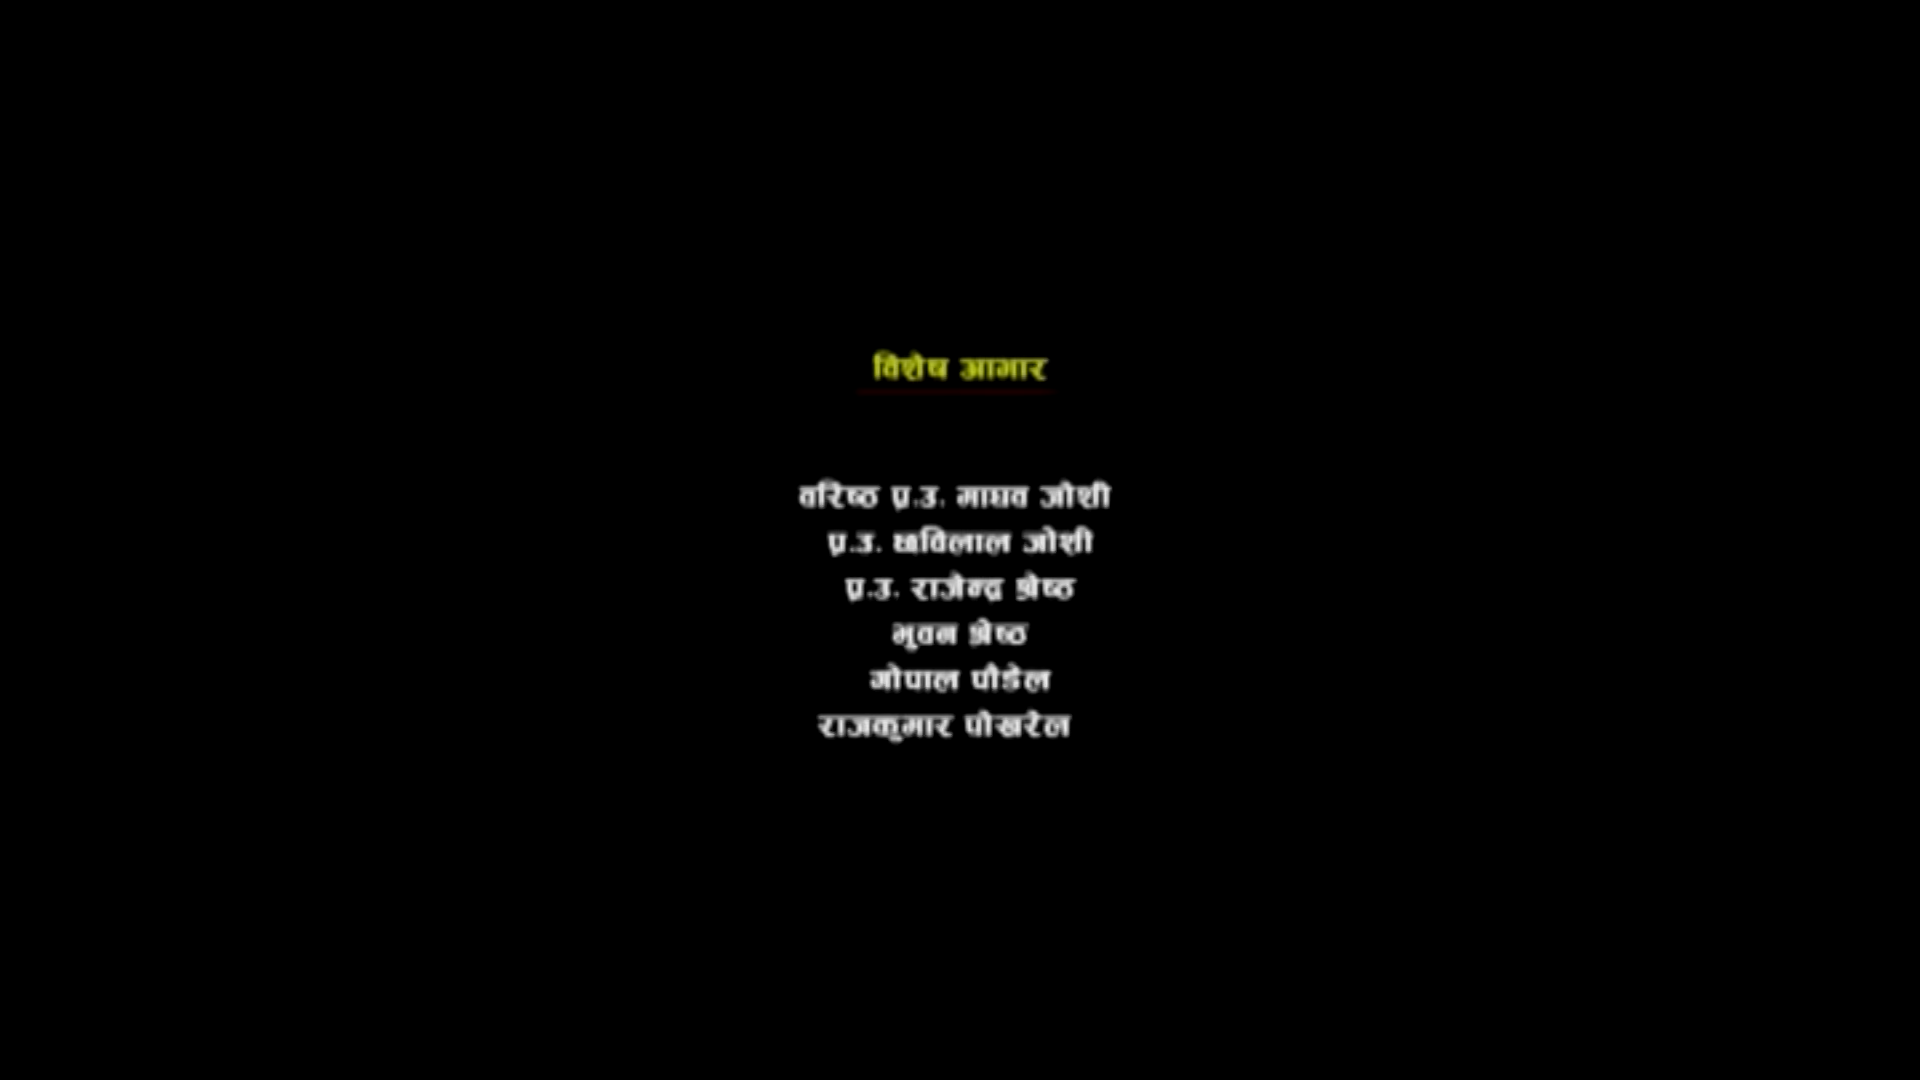 विशेष आभार
वरिष्ठ प्र.उ. माधव जोशी
प्र.उ. छविलाल जोशी
प्र.उ. राजेन्द्र श्रेष्ठ
भुवन श्रेष्ठ
गोपाल पौडेल
राजकुमार पोखरेल